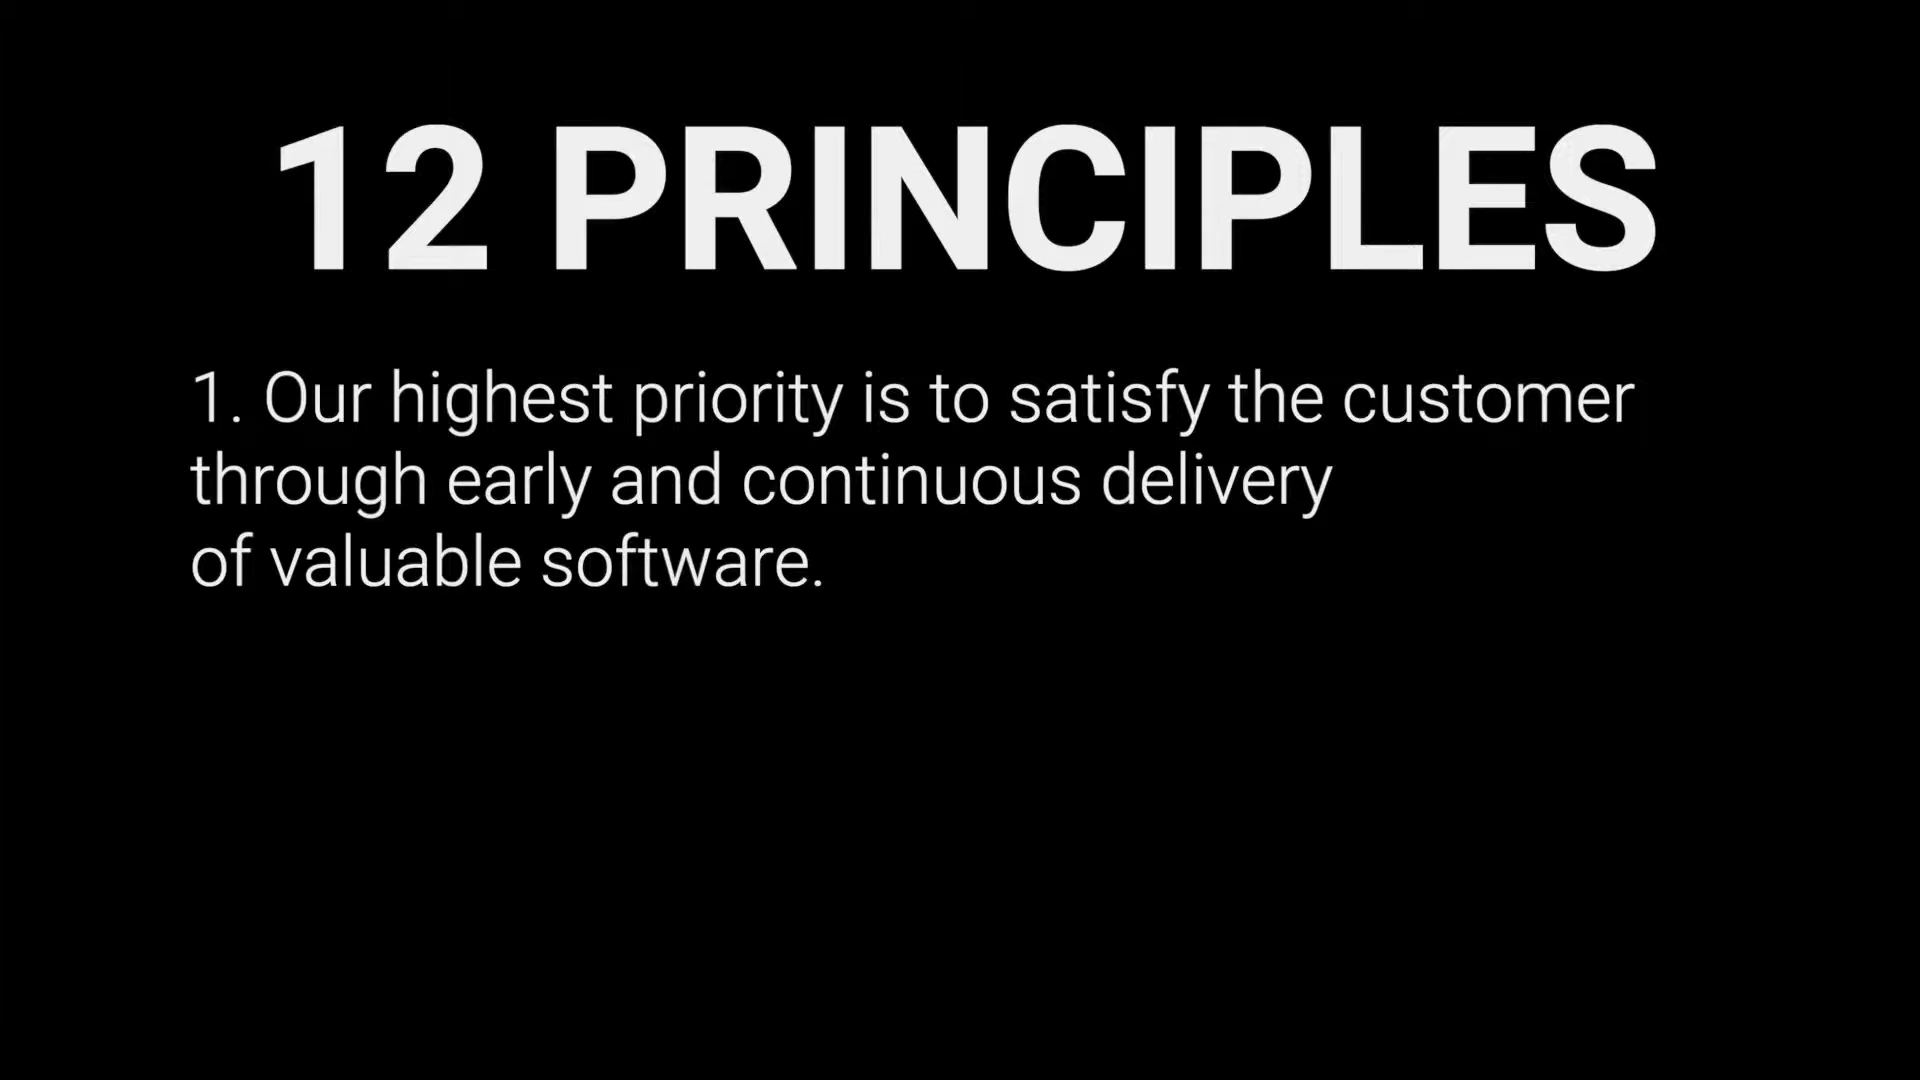 12 PRINCIPLES
1. Our highest priority is to satisfy the customer
through early and continuous delivery
of valuable software.